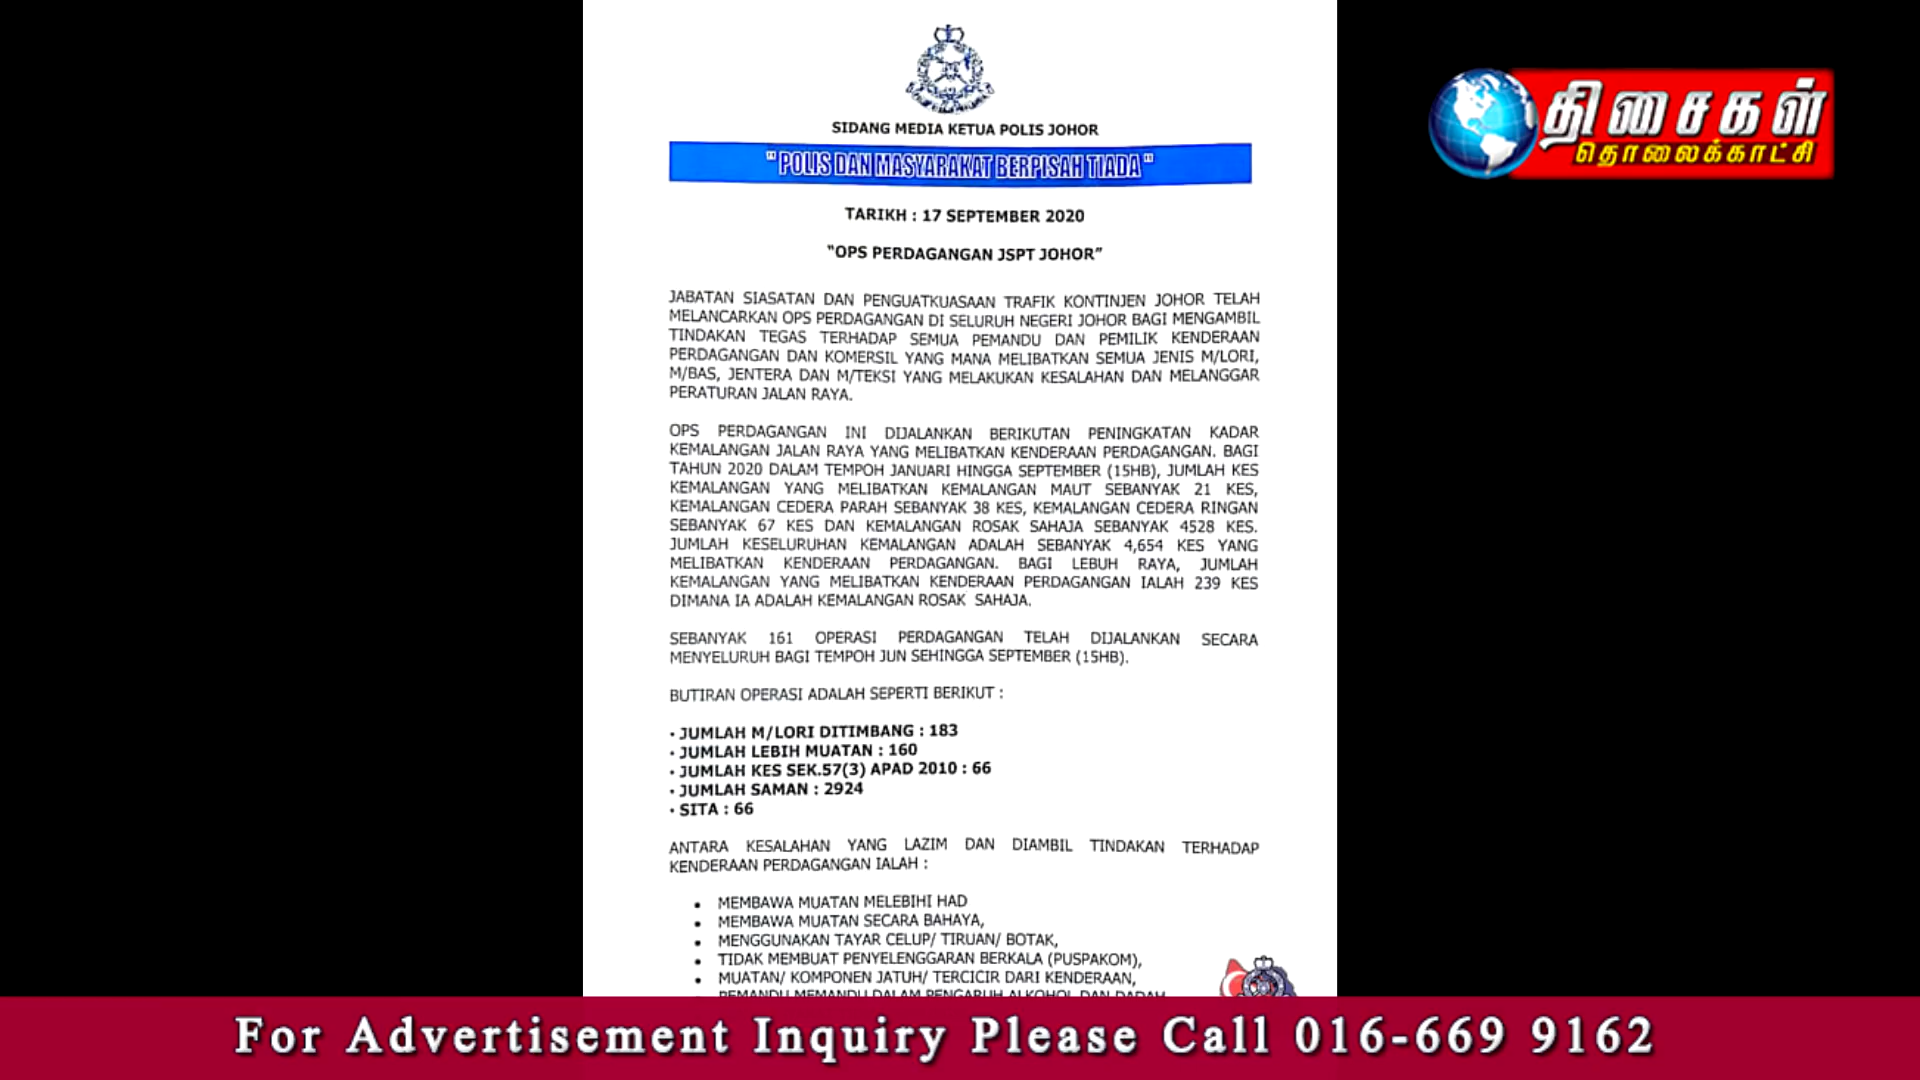 SIDANG MEDIA KETUA POLIS JOHOR
"POLIS DAN MASYARAKAT BERPISAH TIADA"
TARIKH : 17 SEPTEMBER 2020
“OPS PERDAGANGAN JSPT JOHOR”
JABATAN SIASATAN DAN PENGUATKUASAAN TRAFIK KONTINJEN JOHOR TELAH
MELANCARKAN OPS PERDAGANGAN DI SELURUH NEGERI JOHOR BAGI MENGAMBIL
TINDAKAN TEGAS TERHADAP SEMUA PEMANDU DAN PEMILIK KENDERAAN
PERDAGANGAN DAN KOMERSIL YANG MANA MELIBATKAN SEMUA JENIS M/LORI,
M/BAS, JENTERA DAN M/TEKSI YANG MELAKUKAN KESALAHAN DAN MELANGGAR
PERATURAN JALAN RAYA.
OPS PERDAGANGAN INI DIJALANKAN BERIKUTAN PENINGKATAN KADAR
KEMALANGAN JALAN RAYA YANG MELIBATKAN KENDERAAN PERDAGANGAN. BAGI
TAHUN 2020 DALAM TEMPOH JANUARI HINGGA SEPTEMBER (15HB), JUMLAH KES
KEMALANGAN YANG MELIBATKAN KEMALANGAN MAUT SEBANYAK 21 KES,
KEMALANGAN CEDERA PARAH SEBANYAK 38 KES, KEMALANGAN CEDERA RINGAN
SEBANYAK 67 KES DAN KEMALANGAN ROSAK SAHAJA SEBANYAK 4528 KES.
JUMLAH KESELURUHAN KEMALANGAN ADALAH SEBANYAK 4,654 KES YANG
MELIBATKAN KENDERAAN PERDAGANGAN. BAGI LEBUH RAYA, JUMLAH
KEMALANGAN YANG MELIBATKAN KENDERAAN PERDAGANGAN IALAH 239 KES
DIMANA IA ADALAH KEMALANGAN ROSAK SAHAJA.
SEBANYAK 161 OPERASI PERDAGANGAN TELAH DIJALANKAN SECARA
MENYELURUH BAGI TEMPOH JUN SEHINGGA SEPTEMBER (15HB).
BUTIRAN OPERASI ADALAH SEPERTI BERIKUT :
· JUMLAH M/LORI DITIMBANG : 183
· JUMLAH LEBIH MUATAN : 160
· JUMLAH KES SEK.57(3) APAD 2010 : 66
· JUMLAH SAMAN : 2924
· SITA : 66
ANTARA KESALAHAN YANG LAZIM DAN DIAMBIL TINDAKAN TERHADAP
KENDERAAN PERDAGANGAN IALAH :
• MEMBAWA MUATAN MELEBIHI HAD
• MEMBAWA MUATAN SECARA BAHAYA,
• MENGGUNAKAN TAYAR CELUP/ TIRUAN/ BOTAK,
• TIDAK MEMBUAT PENYELENGGARAN BERKALA (PUSPAKOM),
• MUATAN/ KOMPONEN JATUH/ TERCICIR DARI KENDERAAN,
PEMANDU MEMANDU DALAM PENGARUH ALKOHOL DAN DADAH
திசைகள்
தொலைக்காட்சி
For Advertisement Inquiry Please Call 016-669 9162